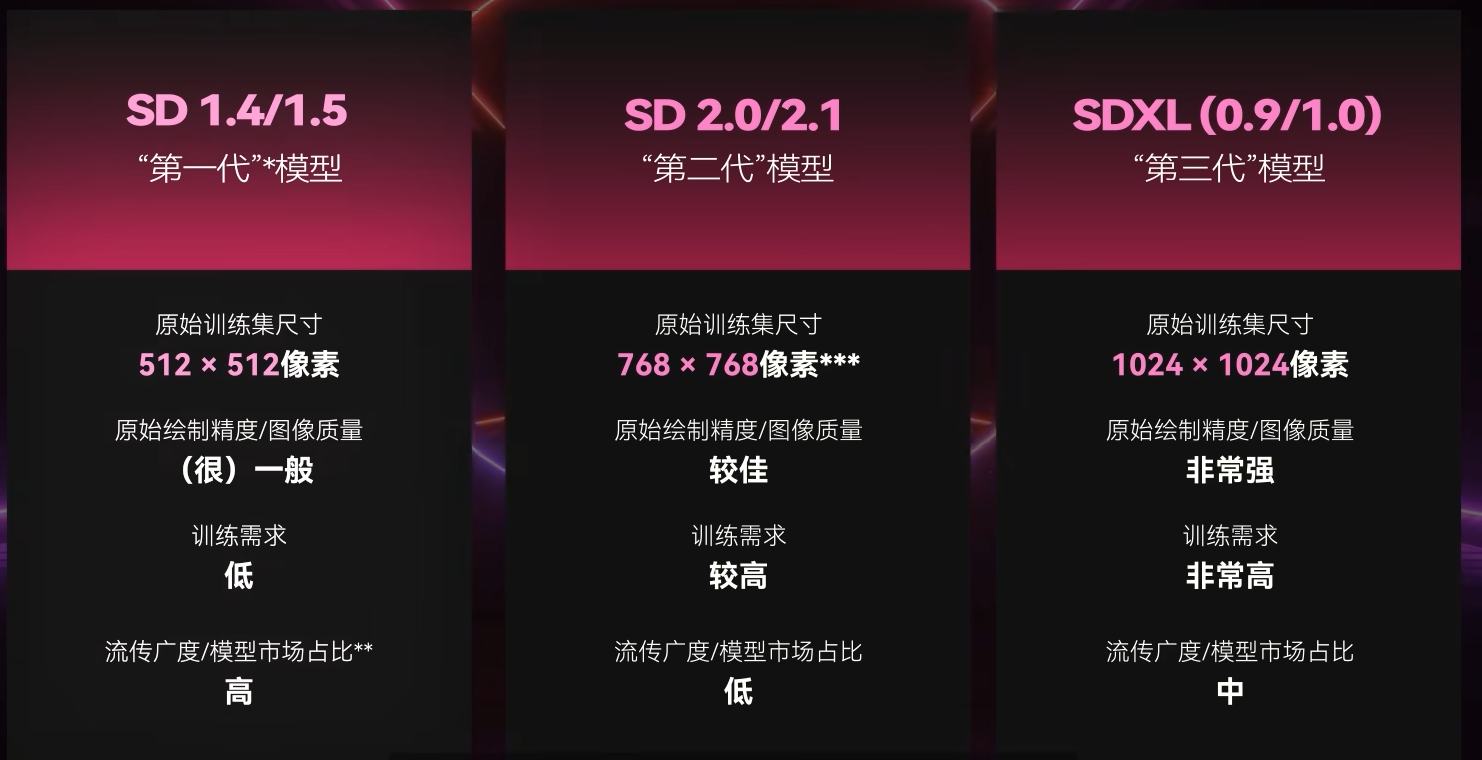 SD 1.4/1.5
“第一代”*模型
原始训练集尺寸
512 × 512像素
原始绘制精度/图像质量
（很）一般
训练需求
低
流传广度/模型市场占比**
高
SD 2.0/2.1
“第二代”模型
原始训练集尺寸
768 × 768像素***
原始绘制精度/图像质量
较佳
训练需求
较高
流传广度/模型市场占比
低
SDXL (0.9/1.0)
“第三代”模型
原始训练集尺寸
1024 × 1024像素
原始绘制精度/图像质量
非常强
训练需求
非常高
流传广度/模型市场占比
中